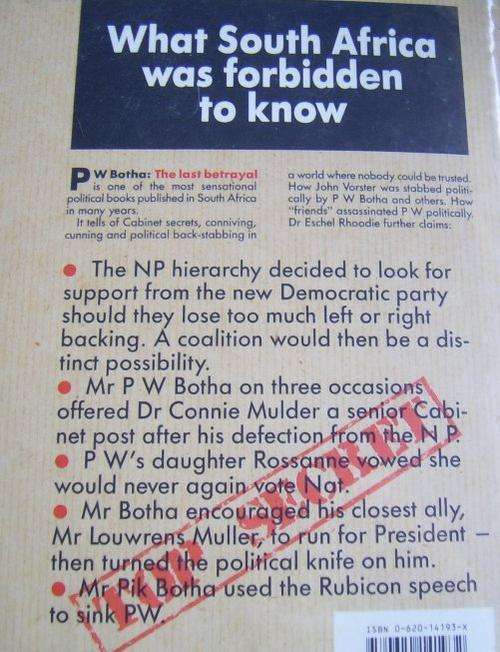 What South Africa
was forbidden
to know
P W Botha: The last betrayal
is one of the most sensational
political books published in South Africa
in many years.
It tells of Cabinet secrets, conniving,
cunning and political back-stabbing in
a world where nobody could be trusted.
How John Vorster was stabbed politi-
cally by P W Botha and others. How
"friends" assassinated P W politically.
Dr Eschel Rhoodie further claims:
● The NP hierarchy decided to look for
support from the new Democratic party
should they lose too much left or right
backing. A coalition would then be a dis-
tinct possibility.
● Mr P W Botha on three occasions
offered Dr Connie Mulder a senior Cabi-
net post after his defection from the N P.
● P W's daughter Rossanne vowed she
would never again vote Nat.
● Mr Botha encouraged his closest ally,
Mr Louwrens Muller, to run for President –
then turned the political knife on him.
● Mr Pik Botha used the Rubicon speech
to sink PW.
TOP SECRET
ISBN 0-620-14193-X